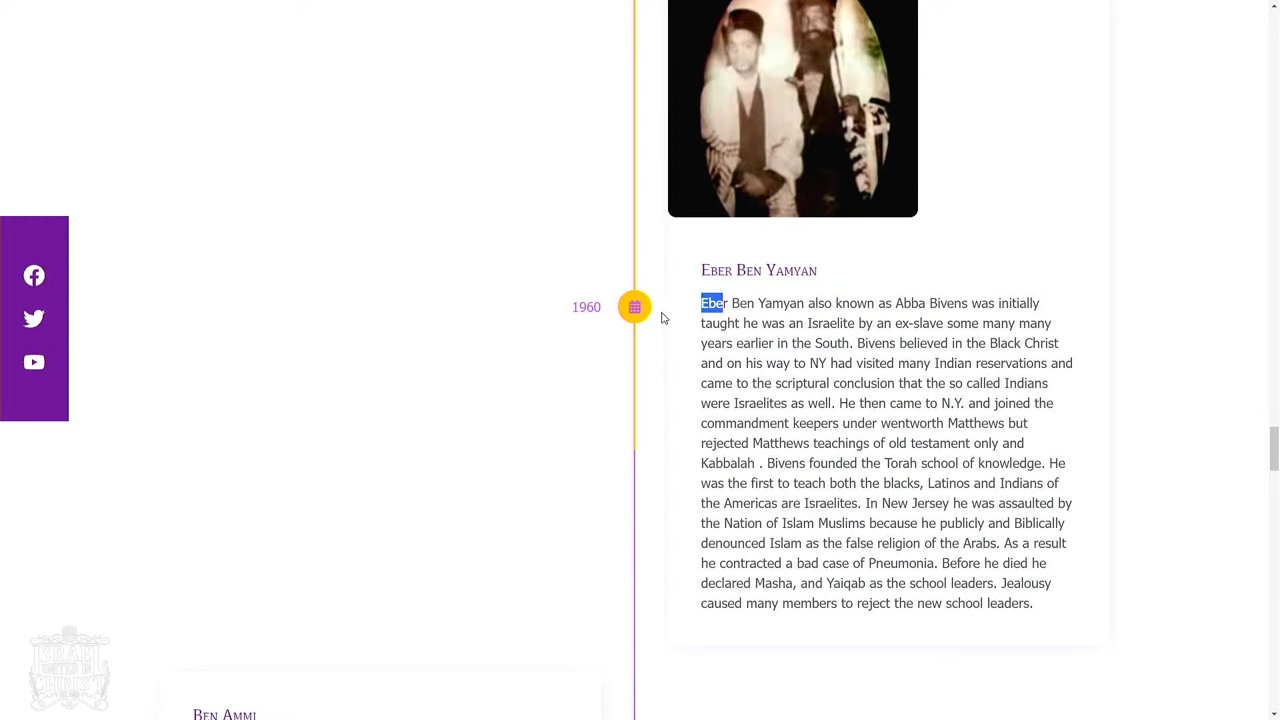 EBER BEN YAMYAN
1960
Eber Ben Yamyan also known as Abba Bivens was initially
taught he was an Israelite by an ex-slave some many many
years earlier in the South. Bivens believed in the Black Christ
and on his way to NY had visited many Indian reservations and
came to the scriptural conclusion that the so called Indians
were Israelites as well. He then came to N.Y. and joined the
commandment keepers under wentworth Matthews but
rejected Matthews teachings of old testament only and
Kabbalah . Bivens founded the Torah school of knowledge. He
was the first to teach both the blacks, Latinos and Indians of
the Americas are Israelites. In New Jersey he was assaulted by
the Nation of Islam Muslims because he publicly and Biblically
denounced Islam as the false religion of the Arabs. As a result
he contracted a bad case of Pneumonia. Before he died he
declared Masha, and Yaiqab as the school leaders. Jealousy
caused many members to reject the new school leaders.
ISRAEL
UNITED IN
CHRIST
BEN AMMI